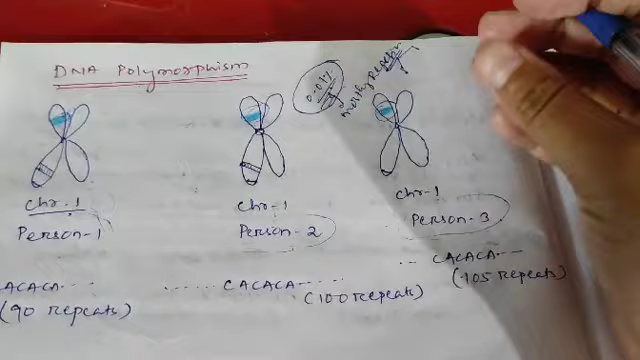 DNA Polymorphism
0.01%
Chr.1
Person-1
Chr-1
Person-2
Chr-1
Person-3
ACACA...
(90 Repeats)
...... CACACA......
(100 Repeats)
... CACACA...
(105 Repeats)